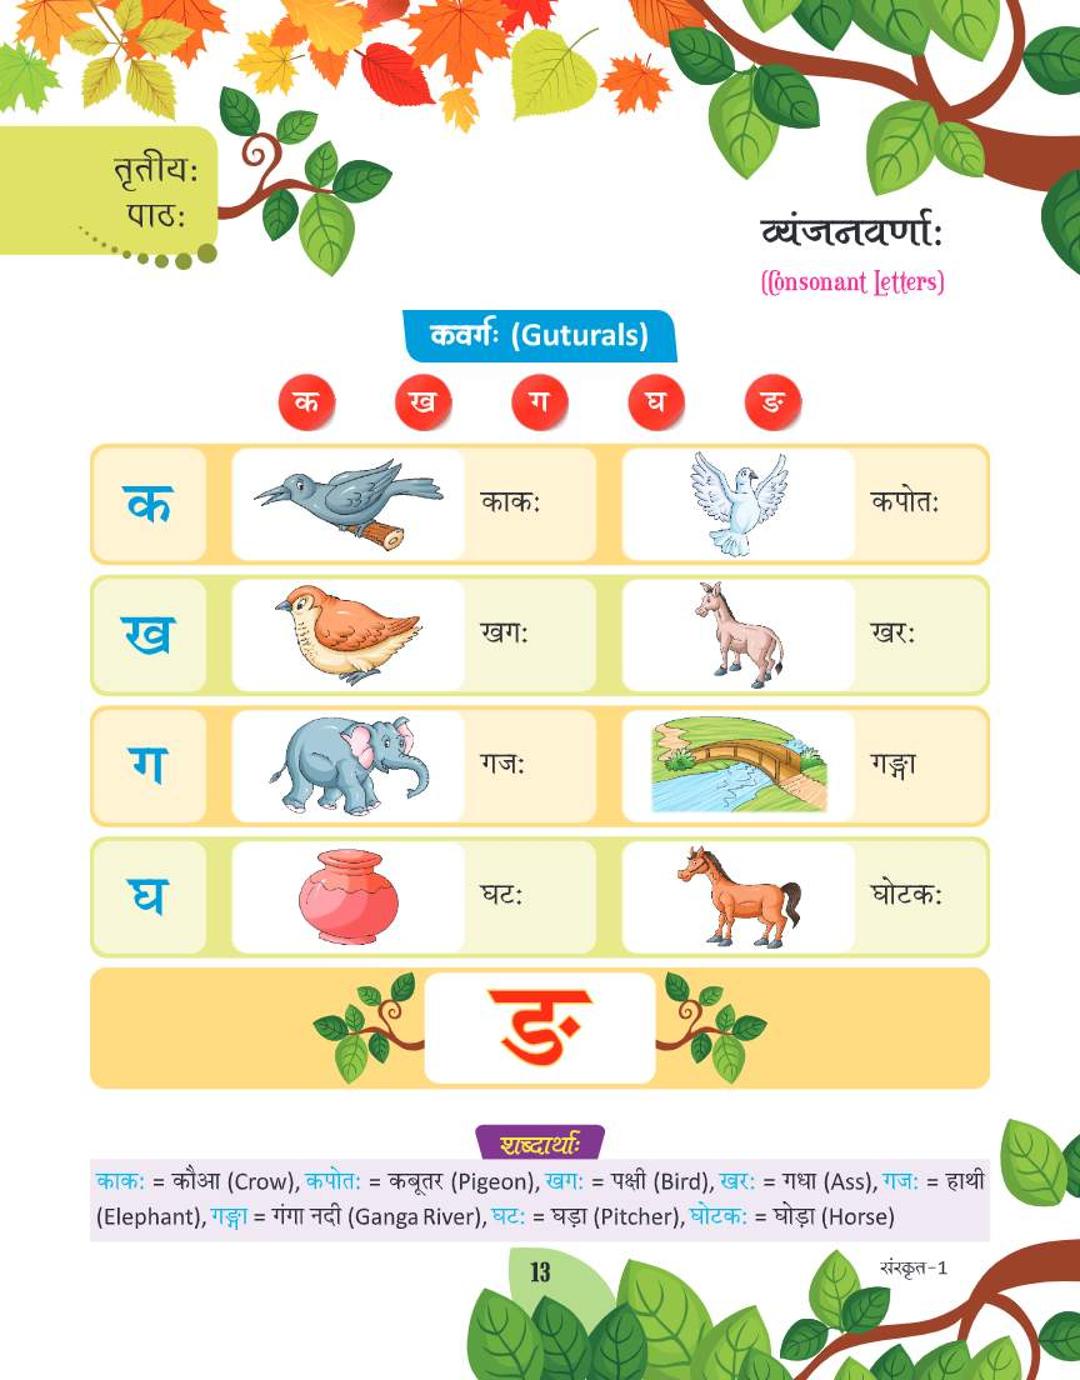 तृतीय:
पाठ:
व्यंजनवर्णा:
(Consonant Letters)
कवर्ग: (Guturals)
क ख ग घ ङ
क काक: कपोत:
ख खग: खर:
ग गज: गङ्गा
घ घट: घोटक:
ङ
शब्दार्था:
काक: = कौआ (Crow), कपोत: = कबूतर (Pigeon), खग: = पक्षी (Bird), खर: = गधा (Ass), गज: = हाथी
(Elephant), गङ्गा = गंगा नदी (Ganga River), घट: = घड़ा (Pitcher), घोटक: = घोड़ा (Horse)
13
संस्कृत-1